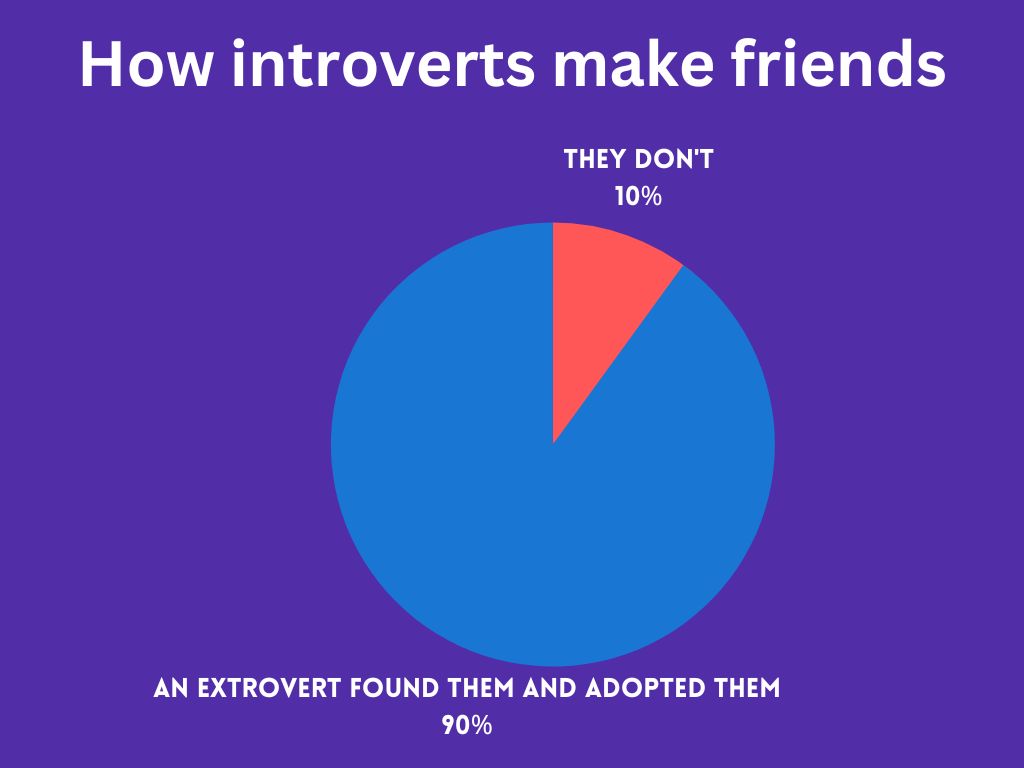 How introverts make friends
THEY DON'T
10%
AN EXTROVERT FOUND THEM AND ADOPTED THEM
90%